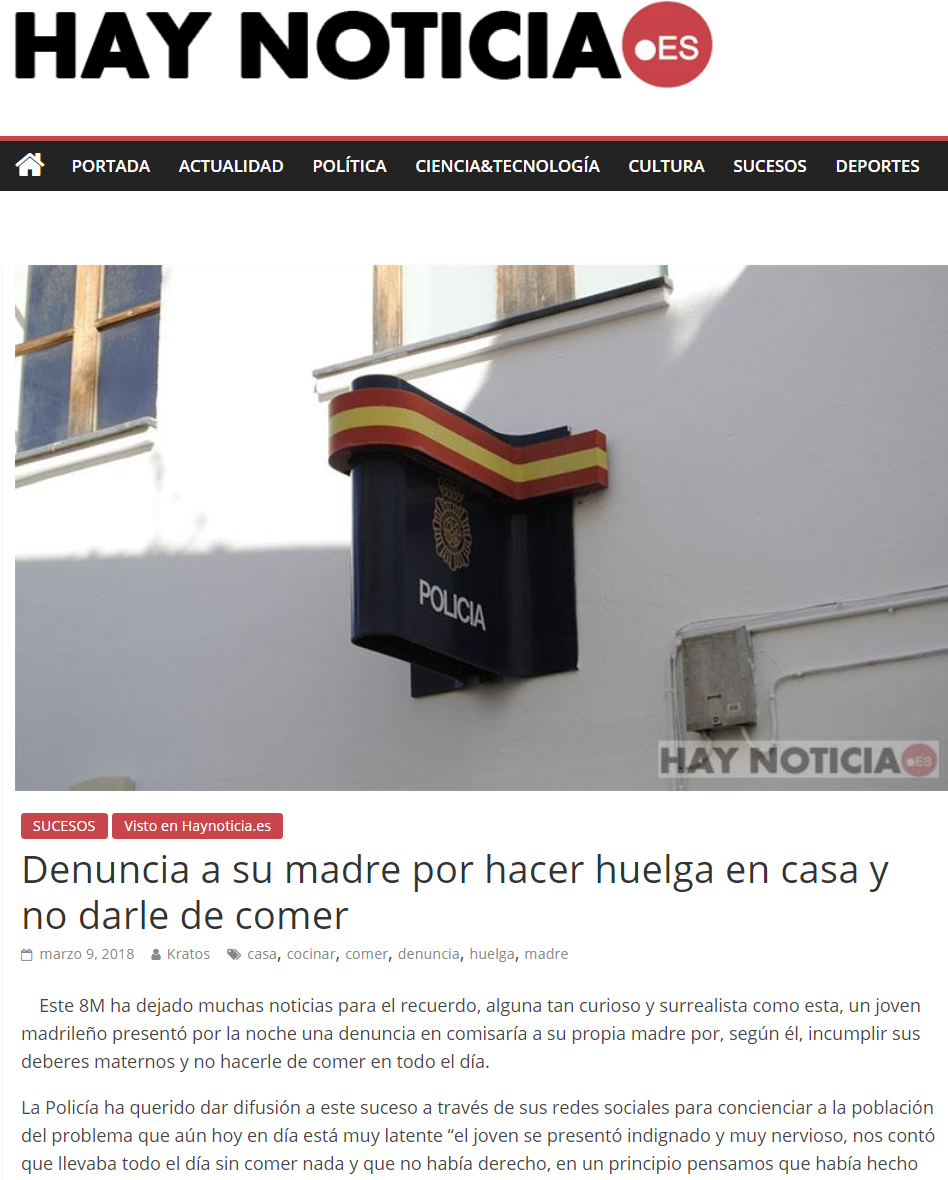 HAY NOTICIA.ES
PORTADA ACTUALIDAD POLÍTICA CIENCIA&TECNOLOGÍA CULTURA SUCESOS DEPORTES
POLICIA
HAY NOTICIA.ES
SUCESOS Visto en Haynoticia.es
Denuncia a su madre por hacer huelga en casa y
no darle de comer
marzo 9, 2018 Kratos casa, cocinar, comer, denuncia, huelga, madre
Este 8M ha dejado muchas noticias para el recuerdo, alguna tan curioso y surrealista como esta, un joven
madrileño presentó por la noche una denuncia en comisaría a su propia madre por, según él, incumplir sus
deberes maternos y no hacerle de comer en todo el día.
La Policía ha querido dar difusión a este suceso a través de sus redes sociales para concienciar a la población
del problema que aún hoy en día está muy latente “el joven se presentó indignado y muy nervioso, nos contó
que llevaba todo el día sin comer nada y que no había derecho, en un principio pensamos que había hecho